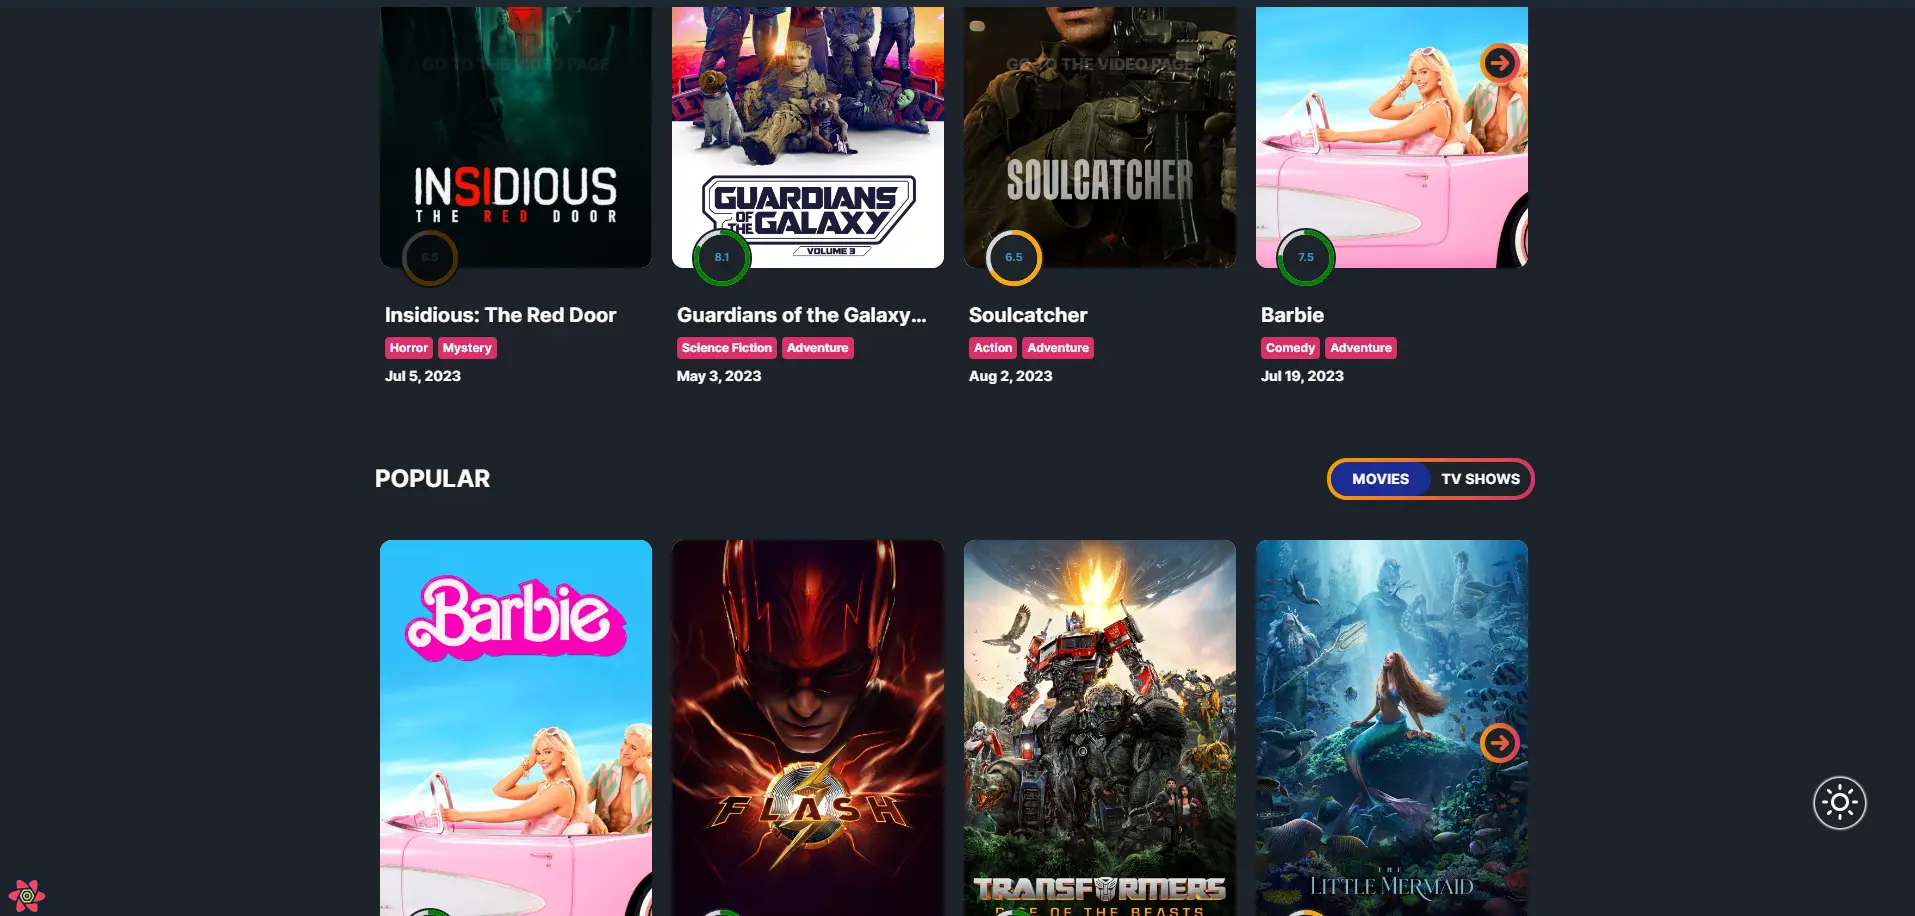 GO TO THE VIDEO PAGE
GO TO THE VIDEO PAGE
INSIDIOUS
THE RED DOOR
GUARDIANS
OF THE GALAXY
VOLUME 3
SOULCATCHER
6.5
8.1
6.5
7.5
Insidious: The Red Door
Guardians of the Galaxy...
Soulcatcher
Barbie
Horror Mystery
Science Fiction Adventure
Action Adventure
Comedy Adventure
Jul 5, 2023
May 3, 2023
Aug 2, 2023
Jul 19, 2023
POPULAR
MOVIES TV SHOWS
Barbie
THE FLASH
TRANSFORMERS
RISE OF THE BEASTS
THE
LITTLE MERMAID